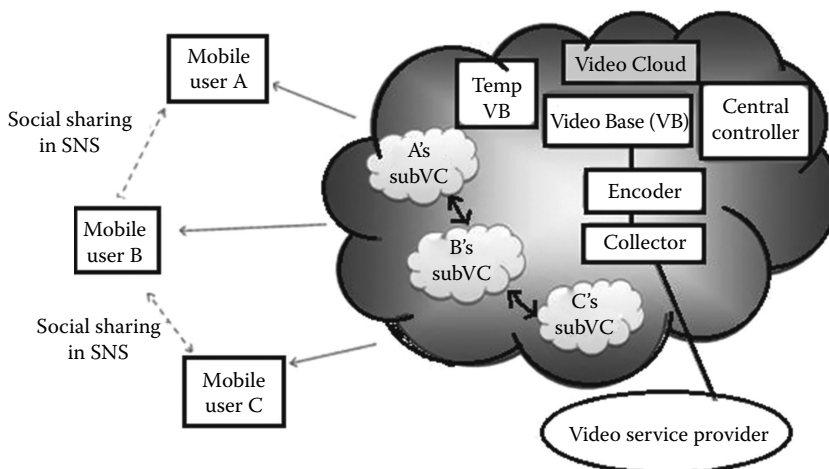 Mobile
user A
Social sharing
in SNS
Mobile
user B
Social sharing
in SNS
Mobile
user C
Video Cloud
Temp
VB
Video Base (VB)
Central
controller
A's
subVC
Encoder
Collector
B's
subVC
C's
subVC
Video service provider